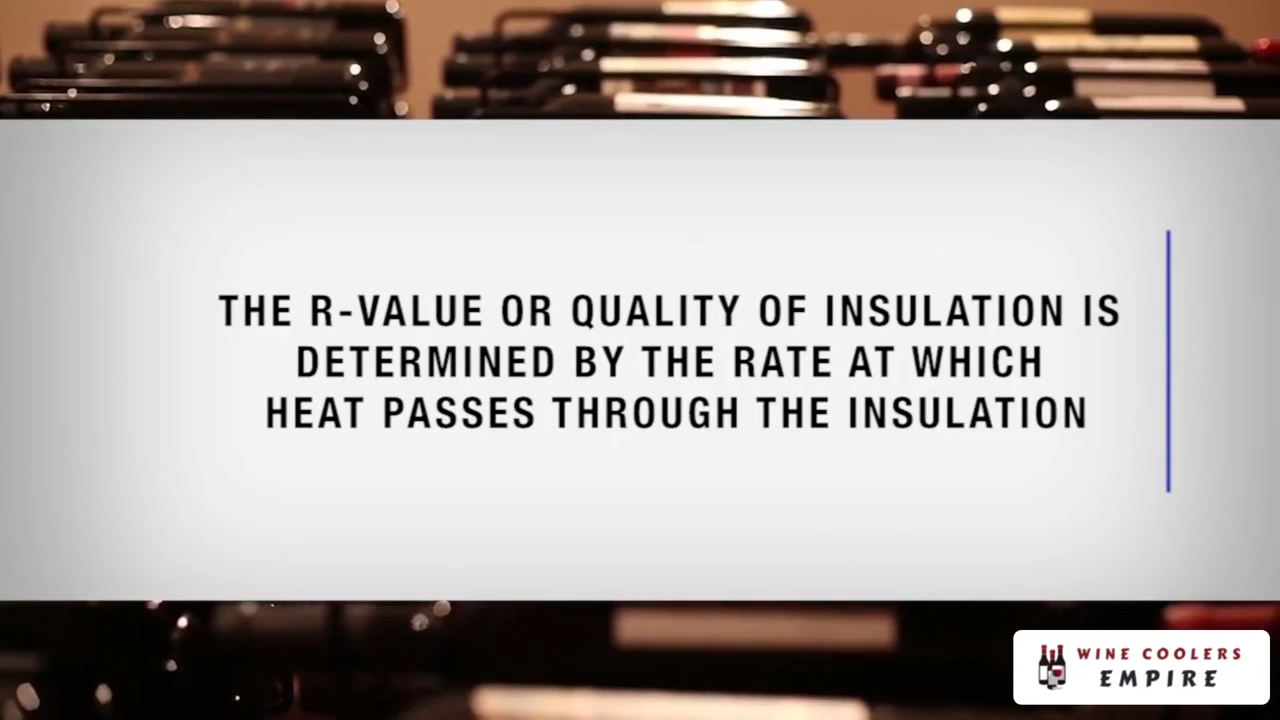 THE R-VALUE OR QUALITY OF INSULATION IS
DETERMINED BY THE RATE AT WHICH
HEAT PASSES THROUGH THE INSULATION
WINE COOLERS
EMPIRE